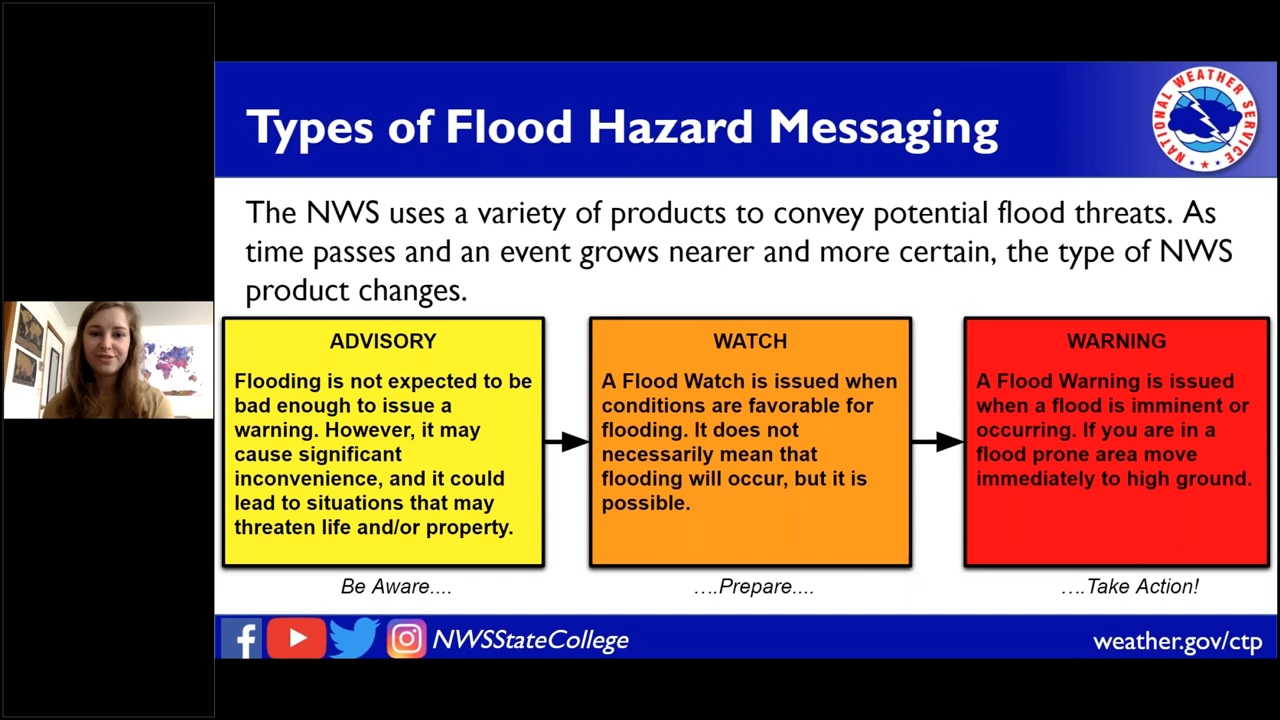 Types of Flood Hazard Messaging
NATIONAL WEATHER SERVICE
The NWS uses a variety of products to convey potential flood threats. As
time passes and an event grows nearer and more certain, the type of NWS
product changes.
ADVISORY
Flooding is not expected to be
bad enough to issue a
warning. However, it may
cause significant
inconvenience, and it could
lead to situations that may
threaten life and/or property.
Be Aware....
WATCH
A Flood Watch is issued when
conditions are favorable for
flooding. It does not
necessarily mean that
flooding will occur, but it is
possible.
....Prepare....
WARNING
A Flood Warning is issued
when a flood is imminent or
occurring. If you are in a
flood prone area move
immediately to high ground.
....Take Action!
NWSStateCollege
weather.gov/ctp